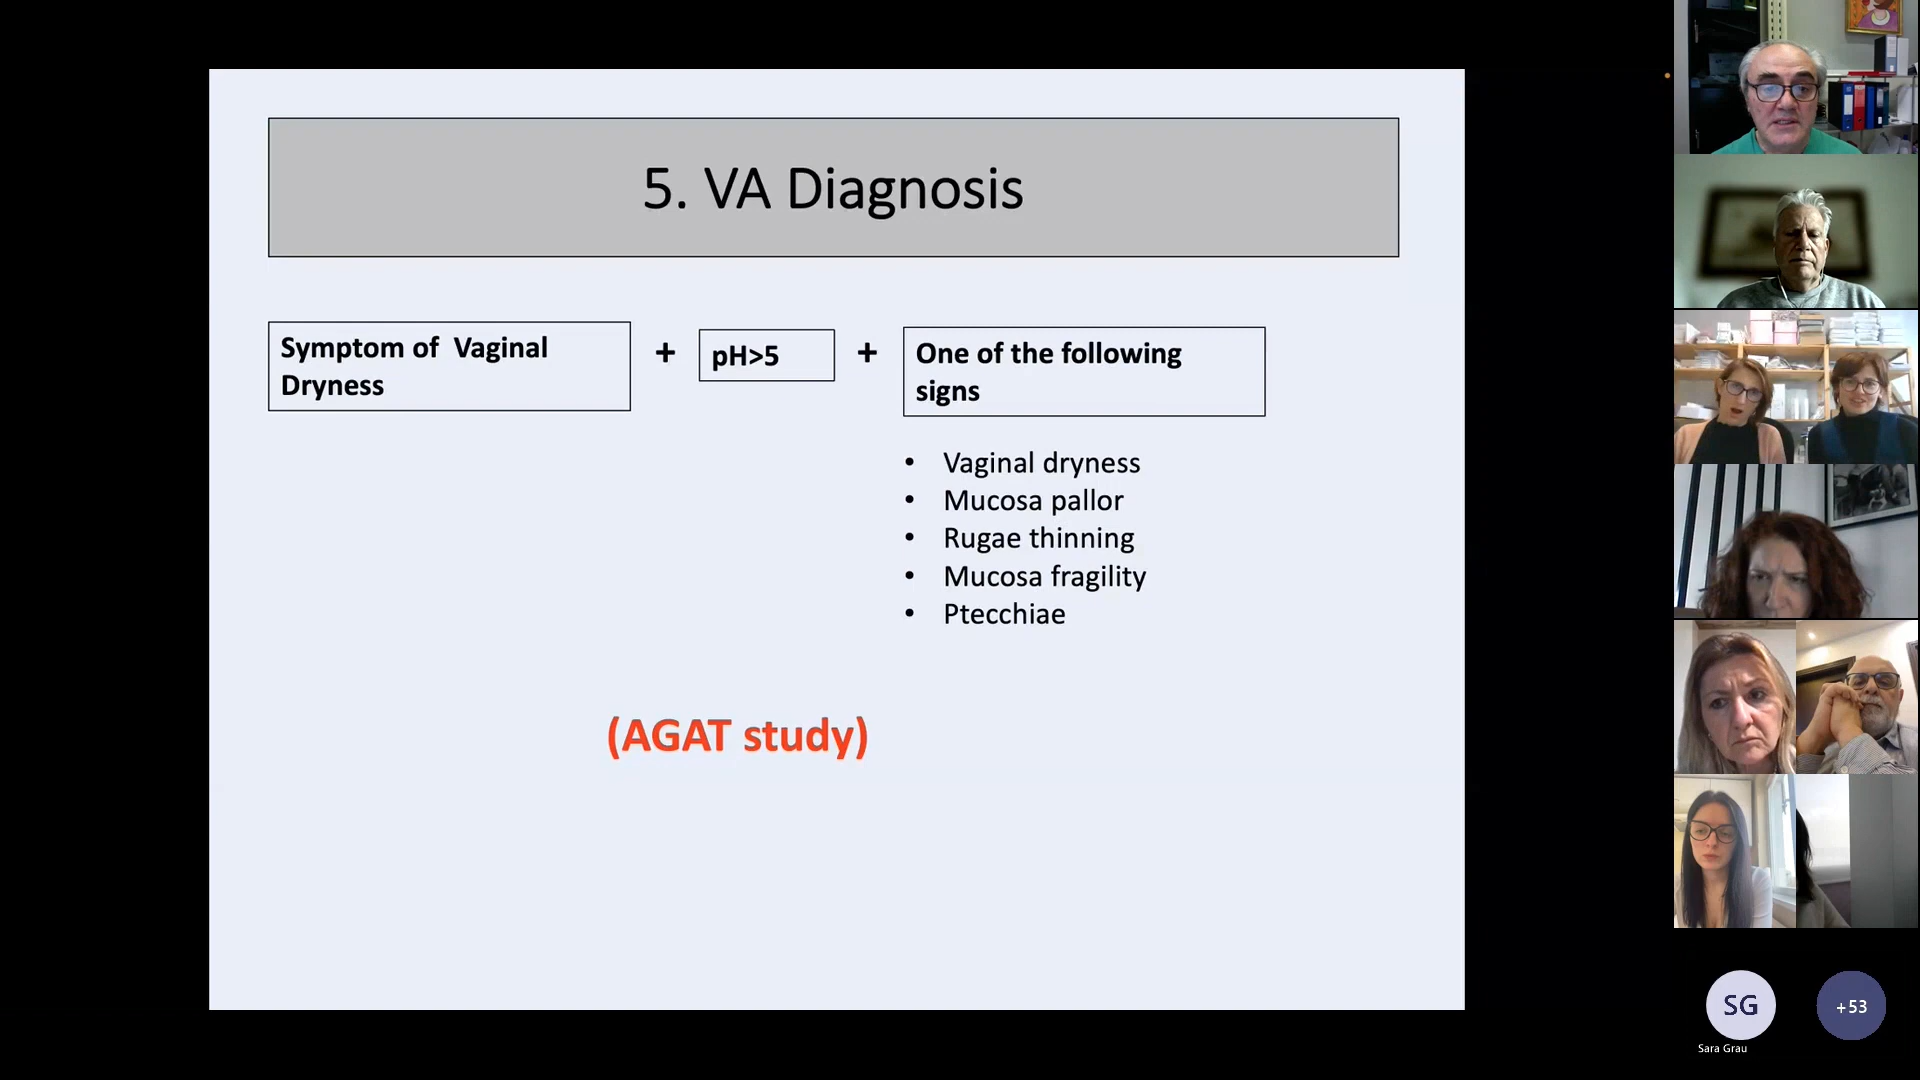 5. VA Diagnosis
Symptom of Vaginal
Dryness
+
pH>5
+
One of the following
signs
• Vaginal dryness
• Mucosa pallor
• Rugae thinning
• Mucosa fragility
• Ptecchiae
(AGAT study)
SG
+53
Sara Grau